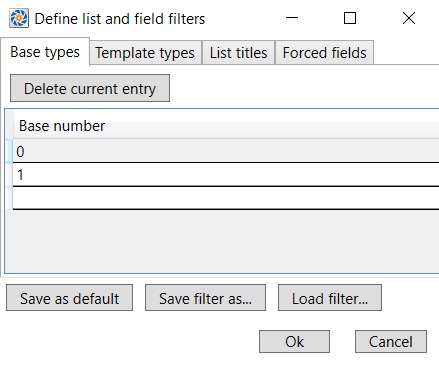 Define list and field filters
Base types Template types List titles Forced fields
Delete current entry
Base number
0
1
Save as default Save filter as... Load filter...
Ok Cancel